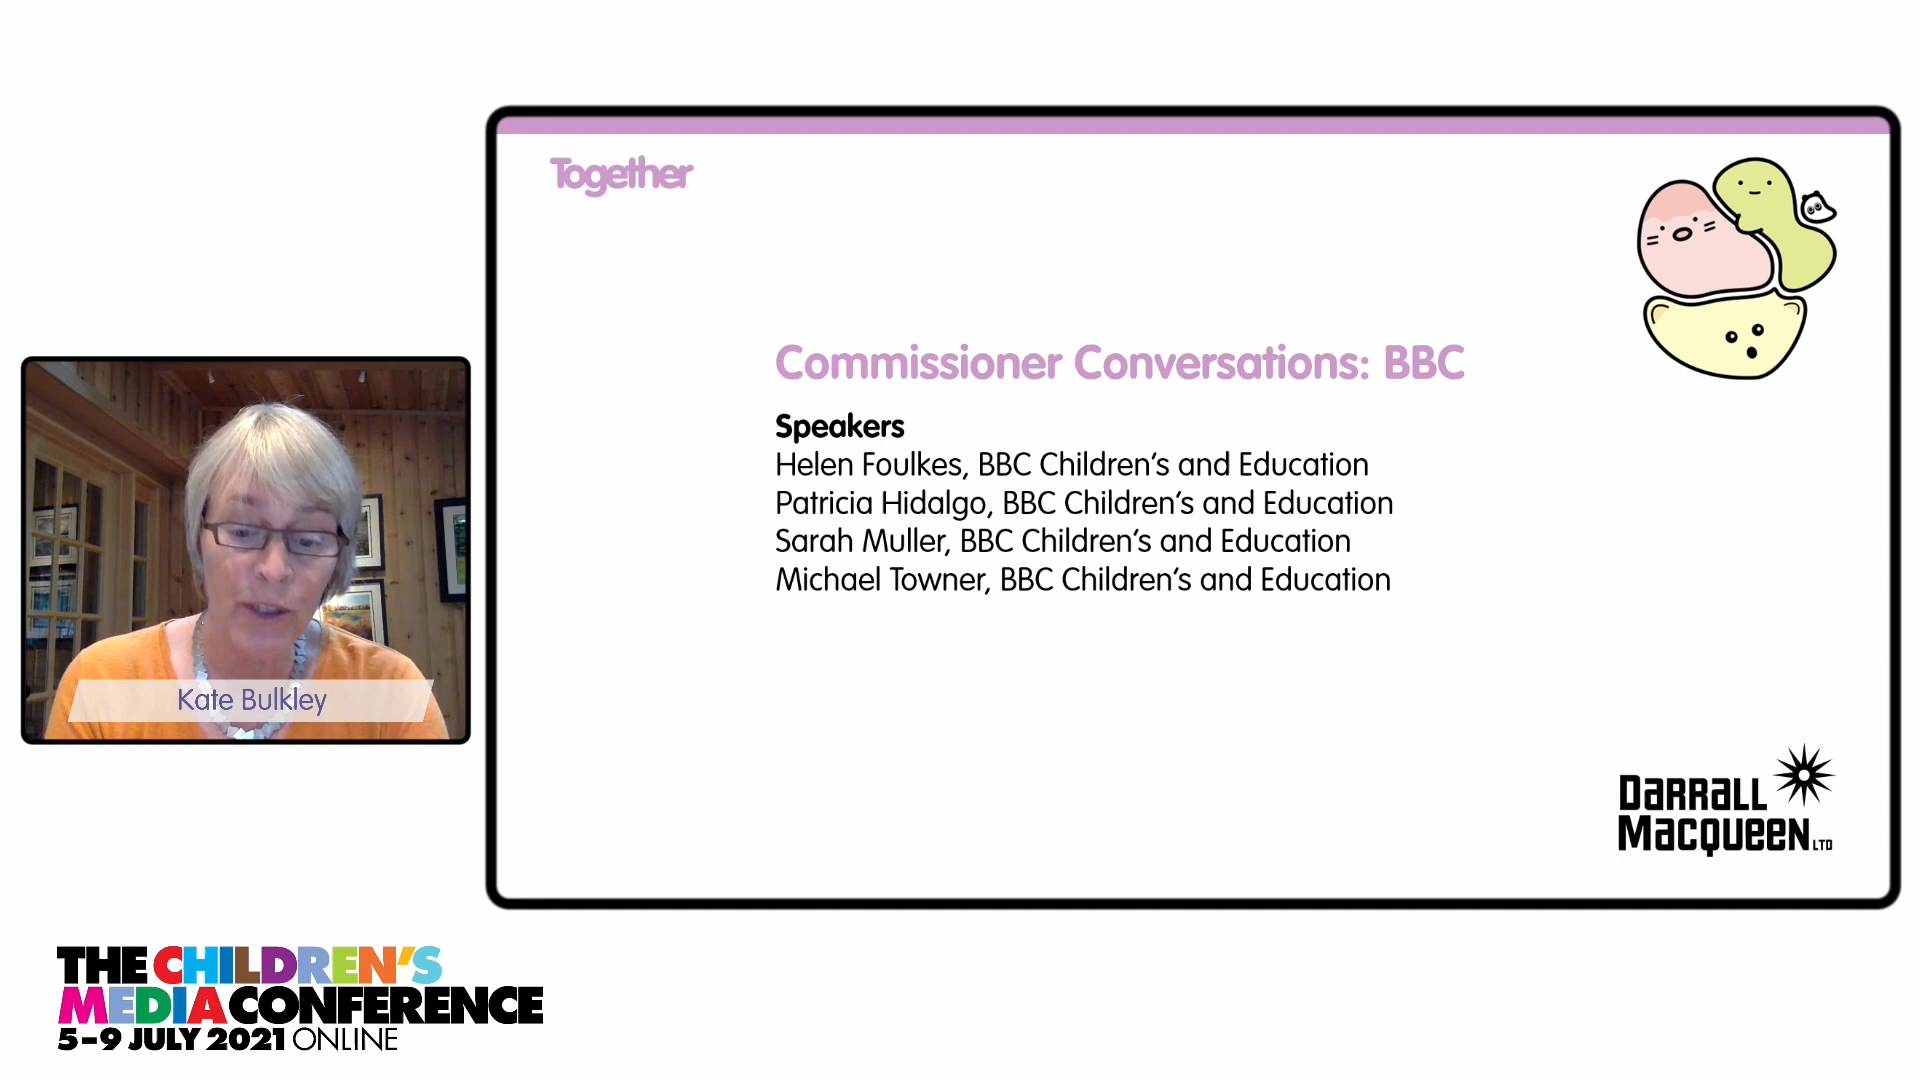 Together
Commissioner Conversations: BBC
Speakers
Helen Foulkes, BBC Children's and Education
Patricia Hidalgo, BBC Children's and Education
Sarah Muller, BBC Children's and Education
Michael Towner, BBC Children's and Education
Kate Bulkley
DaRRaLL
MacQueen LTD
THE CHILDREN'S
MEDIA CONFERENCE
5-9 JULY 2021 ONLINE